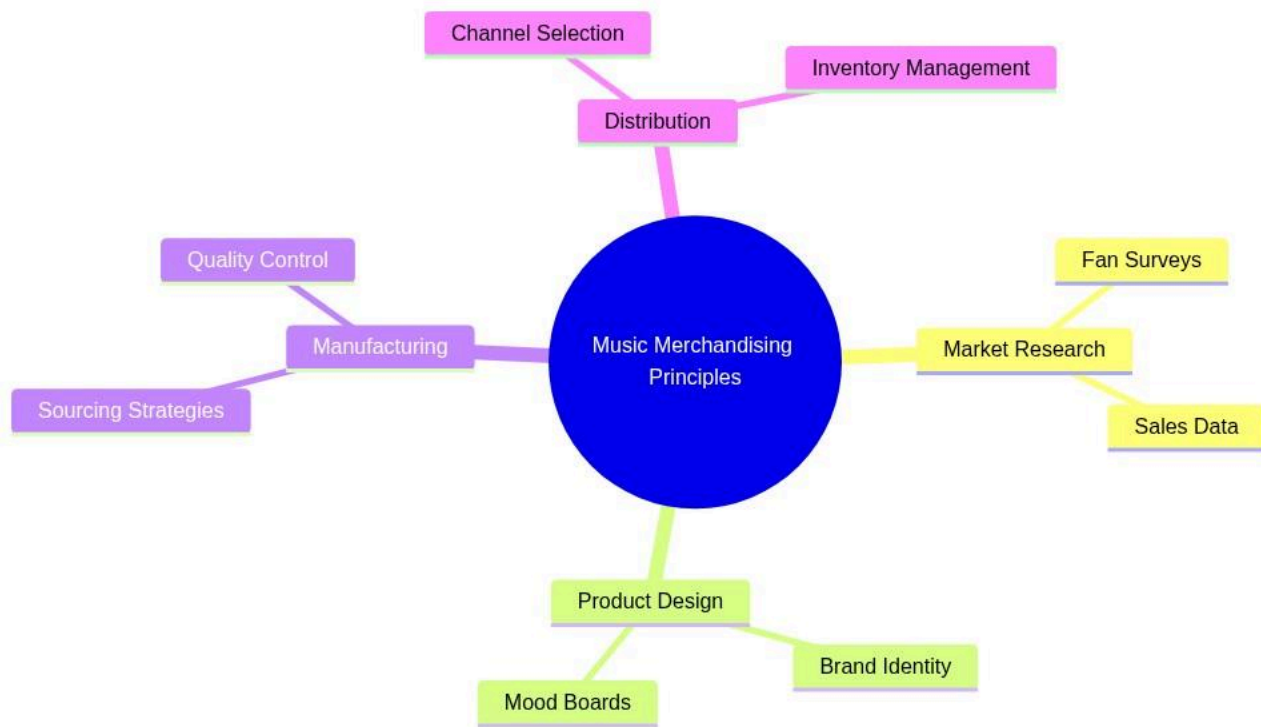 Channel Selection
Inventory Management
Distribution
Quality Control
Fan Surveys
Music Merchandising
Principles
Manufacturing
Market Research
Sourcing Strategies
Sales Data
Product Design
Brand Identity
Mood Boards